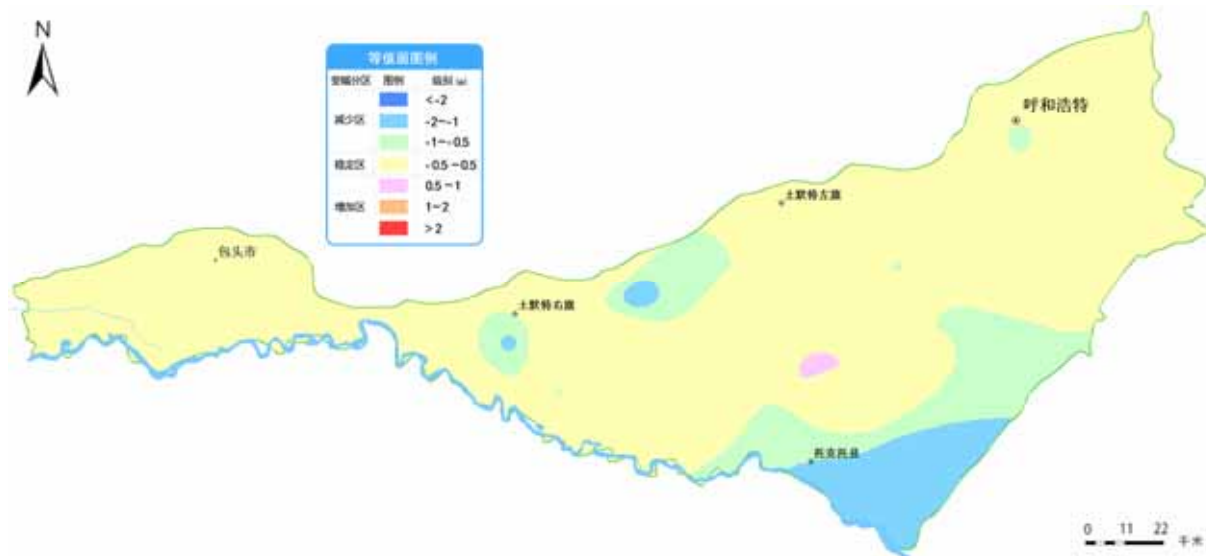 N
等值面图例
变幅分区 图例 级别 (m)
<-2
减少区 -2~-1
-1~-0.5
稳定区 -0.5~0.5
0.5~1
增加区 1~2
>2
呼和浩特
土默特左旗
包头市
土默特右旗
托克托县
0 11 22
千米